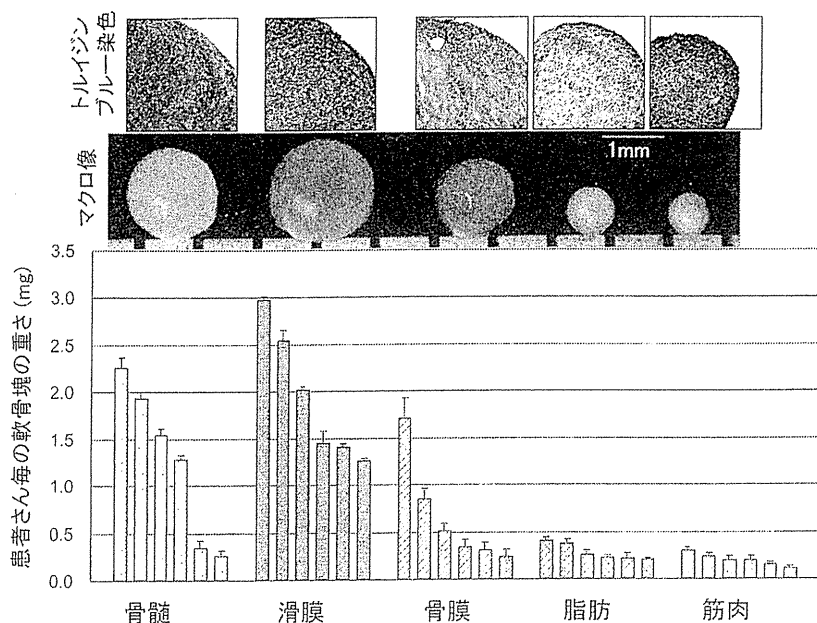 トルイジン
ブルー染色
マクロ像
1mm
患者さん毎の軟骨塊の重さ (mg)
3.5
3.0
2.5
2.0
1.5
1.0
0.5
0.0
骨髄
滑膜
骨膜
脂肪
筋肉